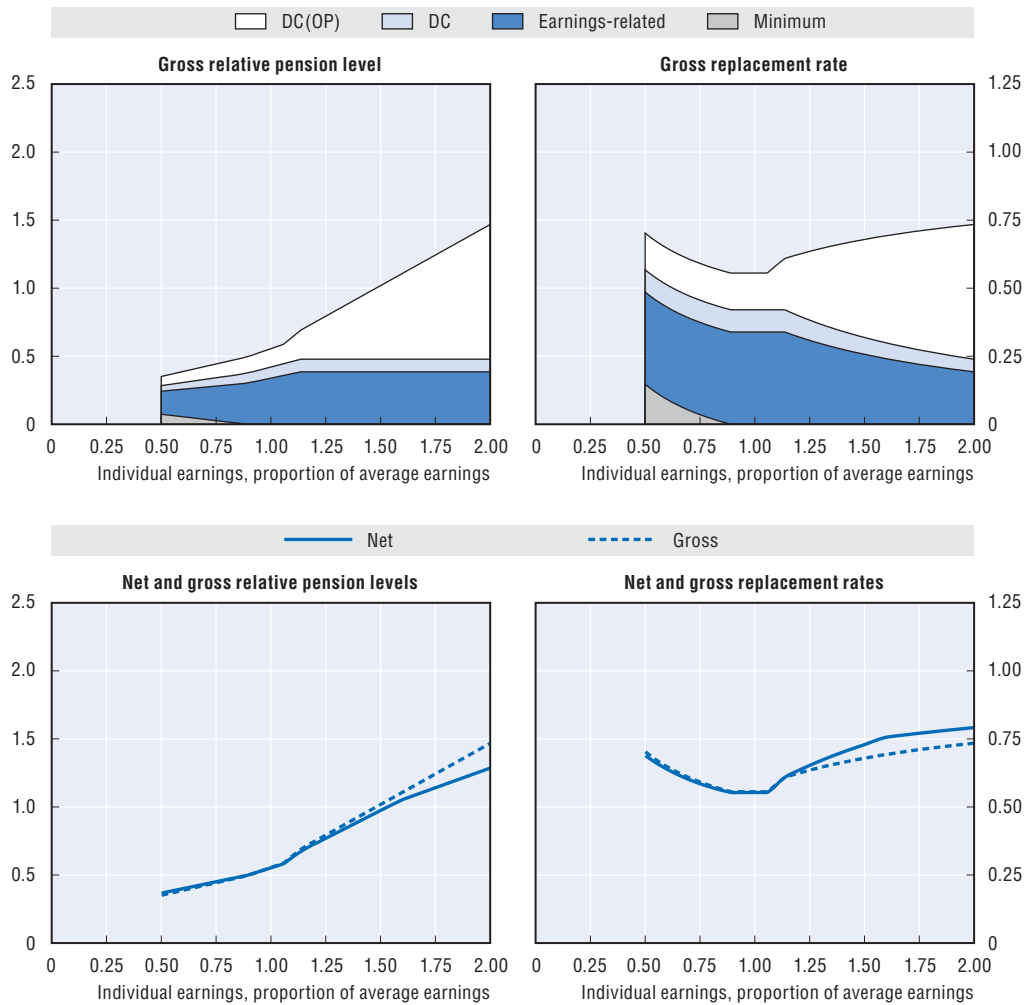 DC(OP) DC Earnings-related Minimum
Gross relative pension level
2.5
2.0
1.5
1.0
0.5
0
0 0.25 0.50 0.75 1.00 1.25 1.50 1.75 2.00
Individual earnings, proportion of average earnings
Gross replacement rate
1.25
1.00
0.75
0.50
0.25
0
0 0.25 0.50 0.75 1.00 1.25 1.50 1.75 2.00
Individual earnings, proportion of average earnings
Net Gross
Net and gross relative pension levels
2.5
2.0
1.5
1.0
0.5
0
0 0.25 0.50 0.75 1.00 1.25 1.50 1.75 2.00
Individual earnings, proportion of average earnings
Net and gross replacement rates
1.25
1.00
0.75
0.50
0.25
0
0 0.25 0.50 0.75 1.00 1.25 1.50 1.75 2.00
Individual earnings, proportion of average earnings